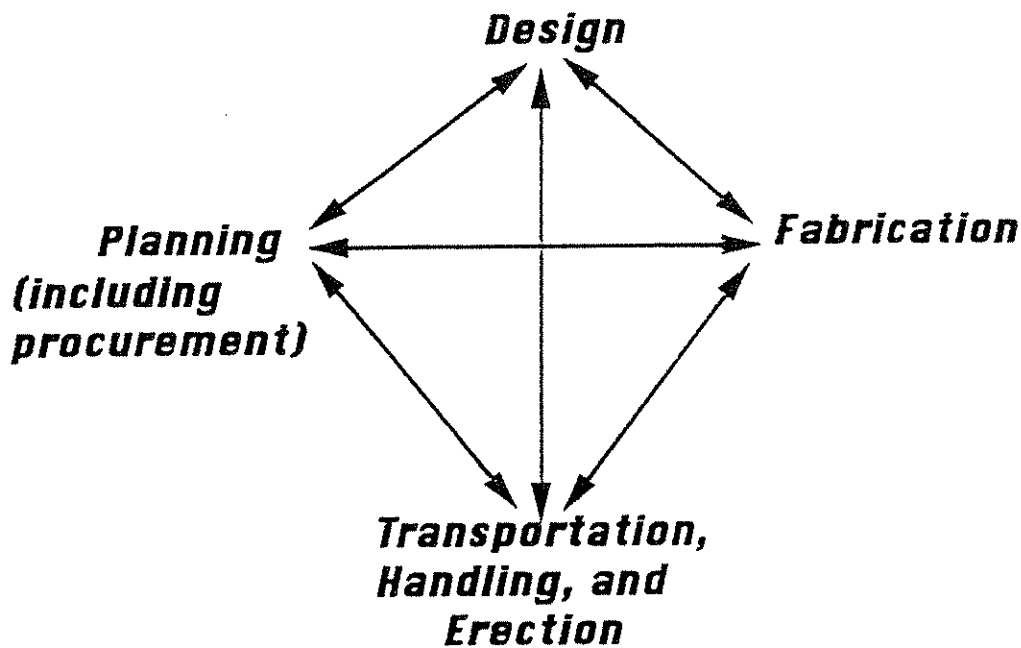 Design
Planning
(including
procurement)
Fabrication
Transportation,
Handling, and
Erection